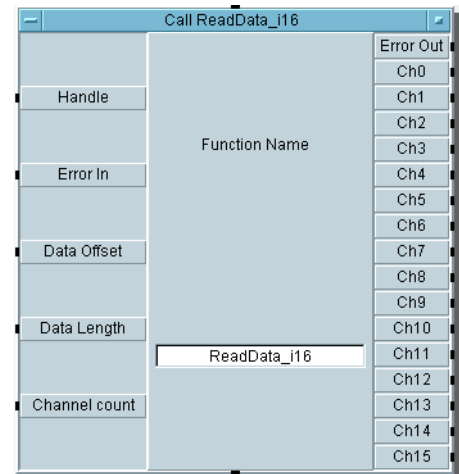 Call ReadData_i16
Handle
Error In
Data Offset
Data Length
Channel count
Function Name
ReadData_i16
Error Out
Ch0
Ch1
Ch2
Ch3
Ch4
Ch5
Ch6
Ch7
Ch8
Ch9
Ch10
Ch11
Ch12
Ch13
Ch14
Ch15